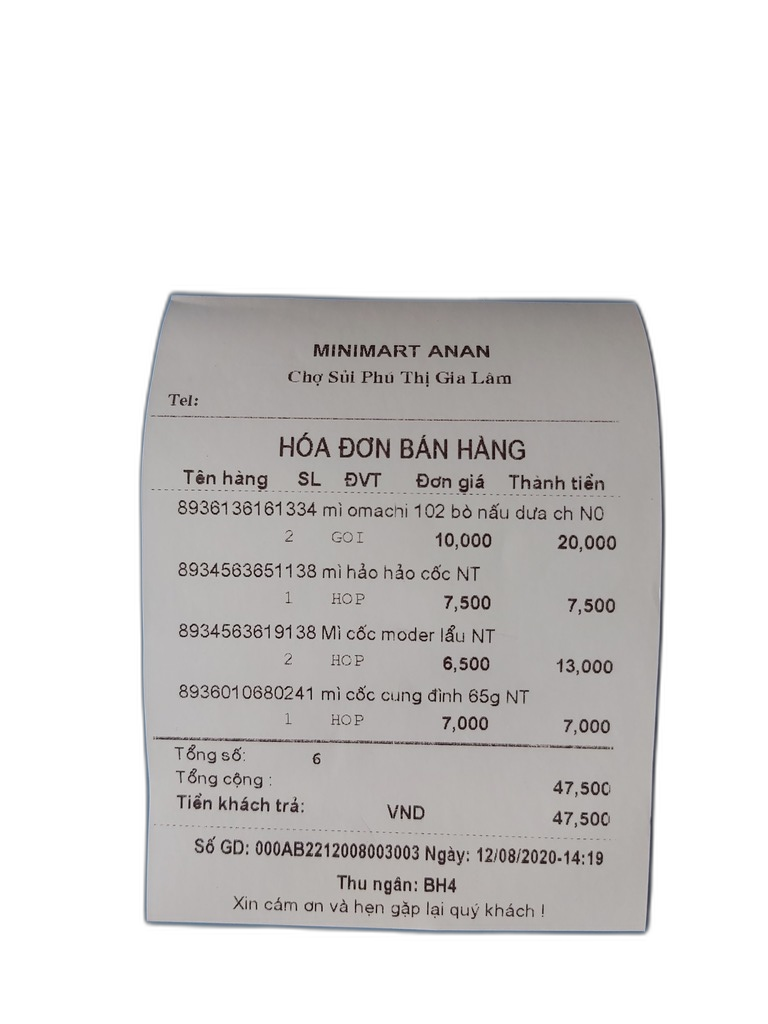 MINIMART ANAN
Chợ Sủi Phú Thị Gia Lâm
Tel:
HÓA ĐƠN BÁN HÀNG
Tên hàng SL ĐVT Đơn giá Thành tiền
8936136161334 mì omachi 102 bò nấu dưa ch N0
2 GOI 10,000 20,000
8934563651138 mì hảo hảo cốc NT
1 HOP 7,500 7,500
8934563619138 Mì cốc moder lẩu NT
2 HOP 6,500 13,000
8936010680241 mì cốc cung đình 65g NT
1 HOP 7,000 7,000
Tổng số: 6
Tổng cộng : 47,500
Tiền khách trả: VND 47,500
Số GD: 000AB2212008003003 Ngày: 12/08/2020-14:19
Thu ngân: BH4
Xin cám ơn và hẹn gặp lại quý khách !